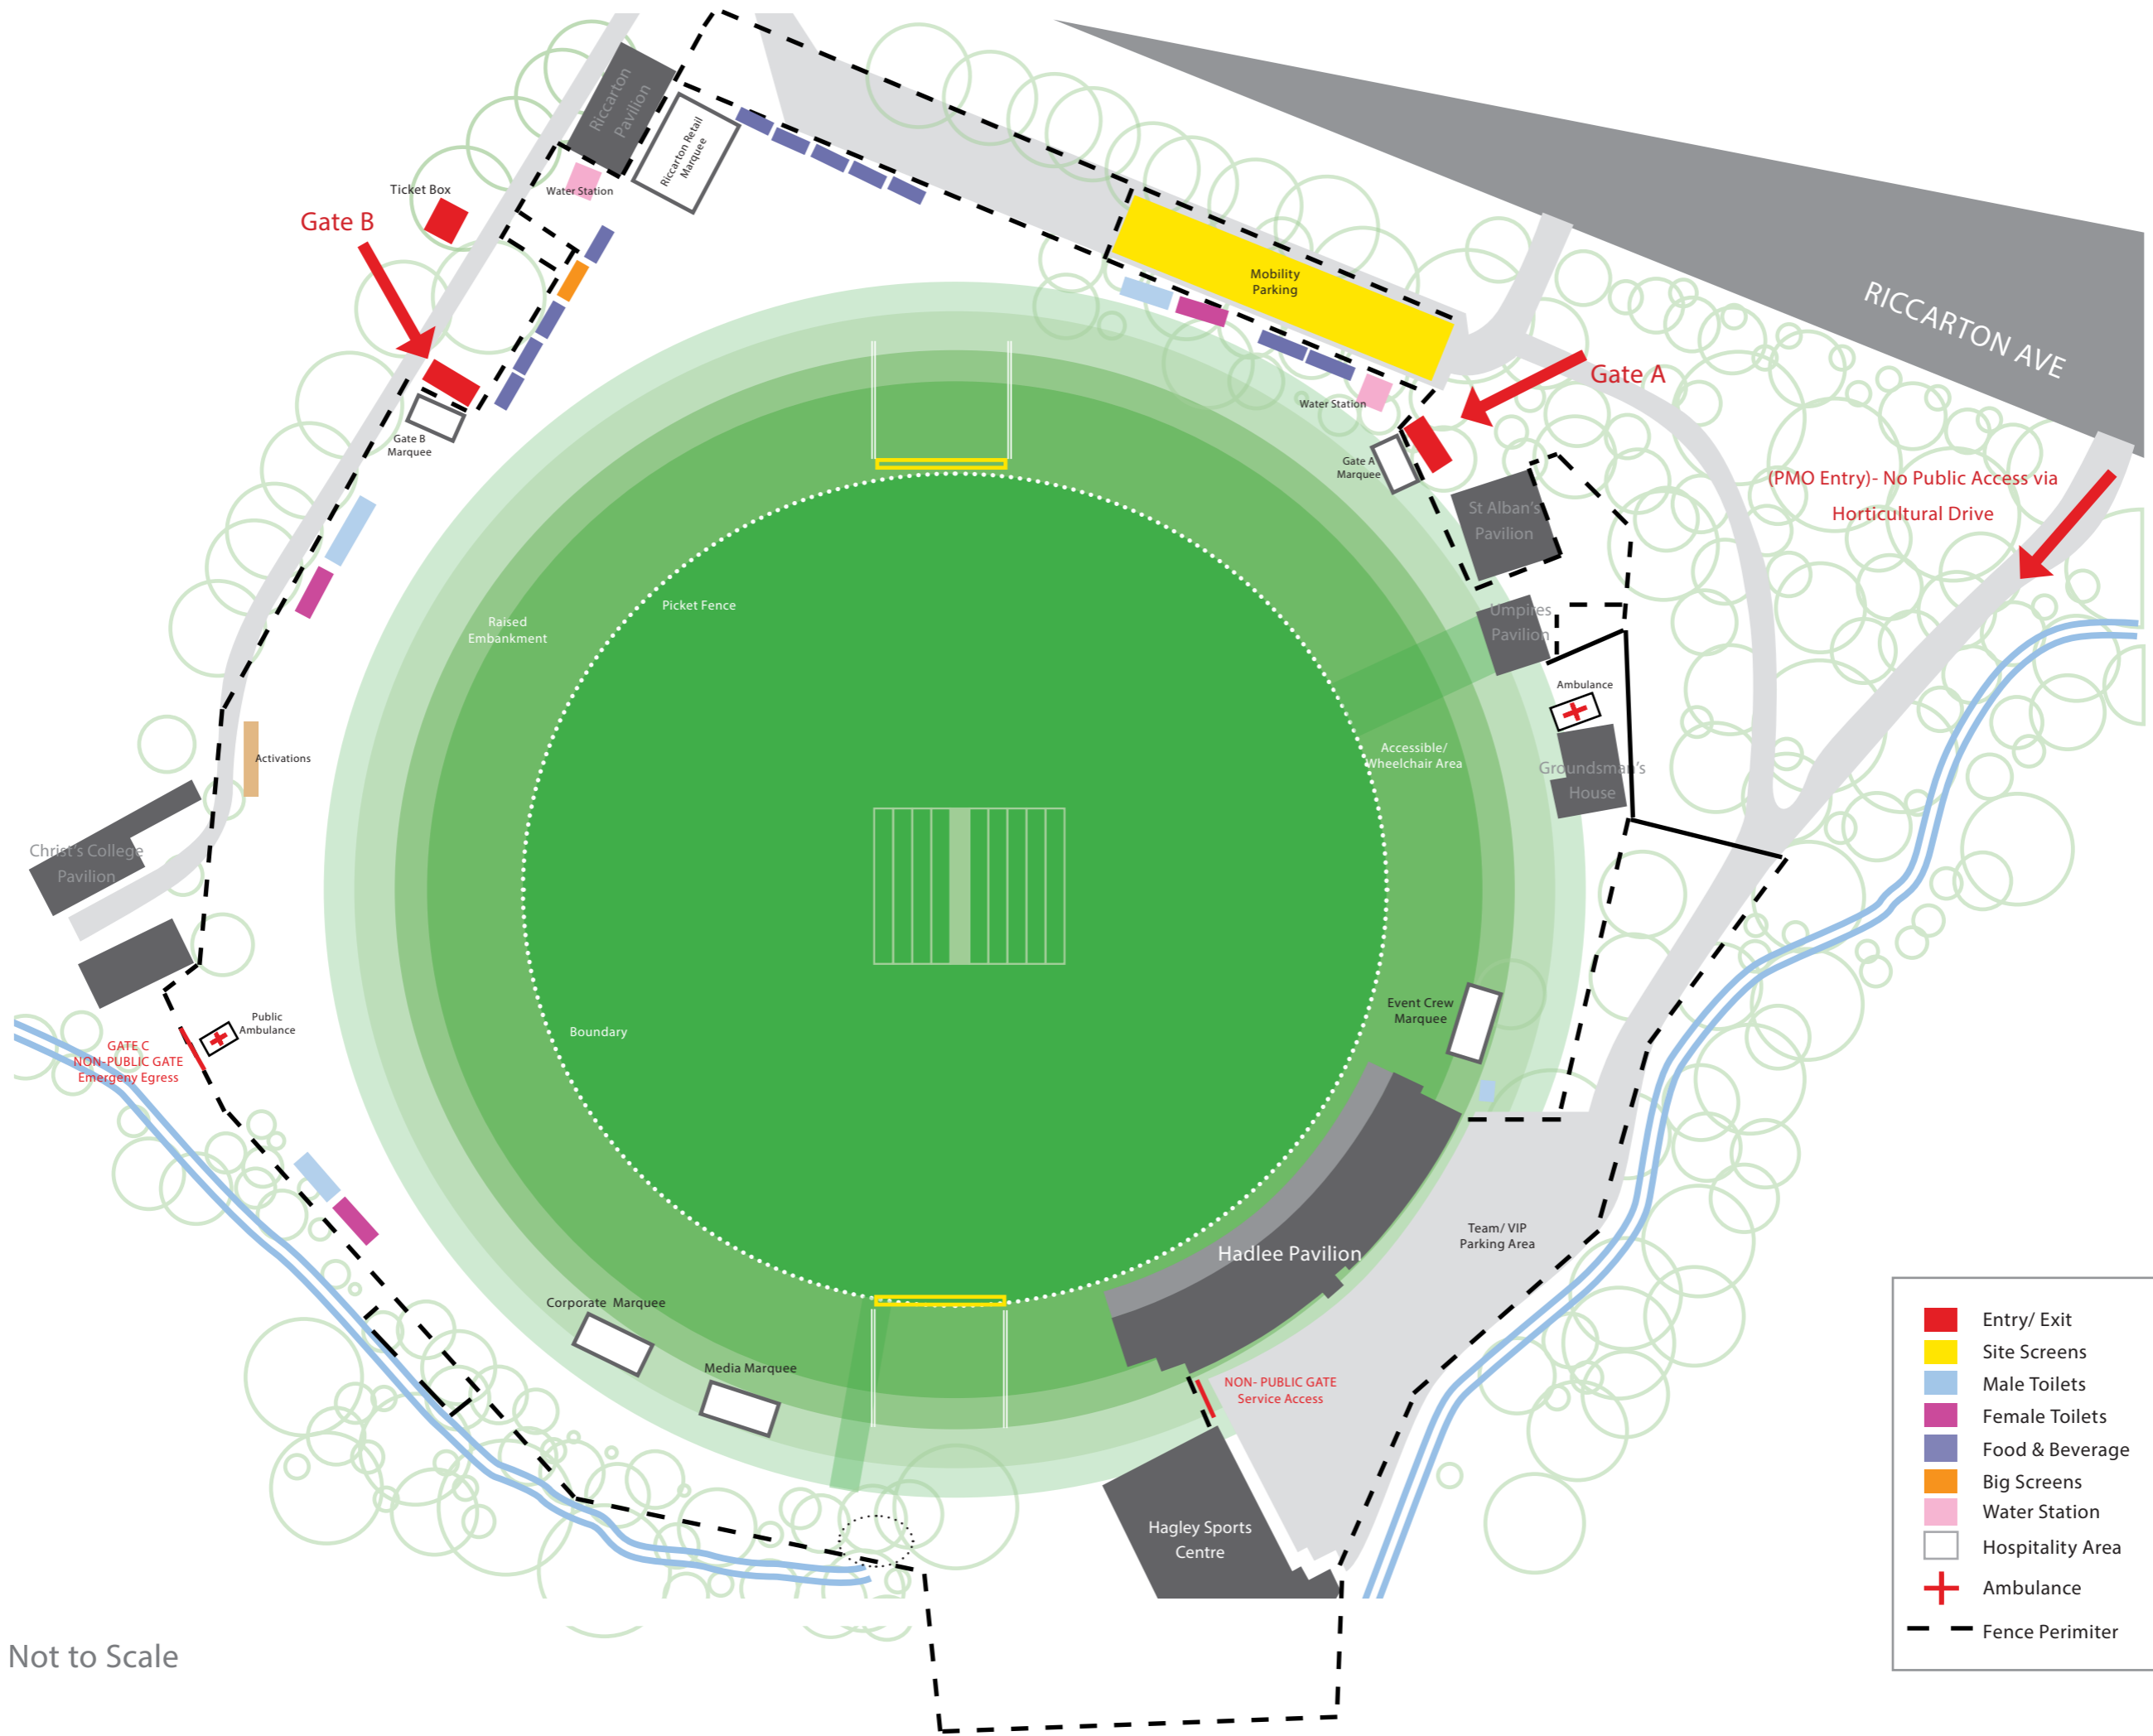 Riccarton
Pavilion
Riccarton Retail
Marquee
Ticket Box
Water Station
Gate B
Mobility
Parking
RICCARTON AVE
Gate A
Water Station
Gate B
Marquee
Gate A
Marquee
(PMO Entry)- No Public Access via
Horticultural Drive
St Alban's
Pavilion
Picket Fence
Raised
Embankment
Umpires
Pavilion
Ambulance
Accessible/
Wheelchair Area
Activations
Groundsman's
House
Christ's College
Pavilion
Event Crew
Marquee
Public
Ambulance
Boundary
GATE C
NON-PUBLIC GATE
Emergeny Egress
Team/ VIP
Parking Area
Hadlee Pavilion
Corporate Marquee
Media Marquee
NON- PUBLIC GATE
Service Access
Hagley Sports
Centre
Entry/ Exit
Site Screens
Male Toilets
Female Toilets
Food & Beverage
Big Screens
Water Station
Hospitality Area
Ambulance
Fence Perimiter
Not to Scale